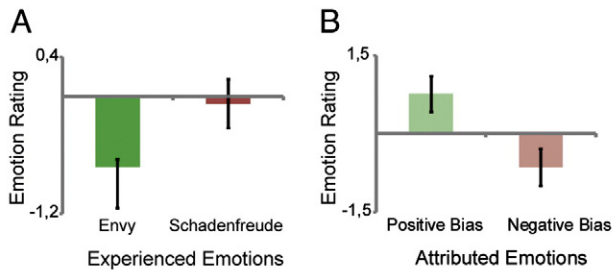 A
0,4
Emotion Rating
-1,2
Envy Schadenfreude
Experienced Emotions
B
1,5
Emotion Rating
-1,5
Positive Bias Negative Bias
Attributed Emotions